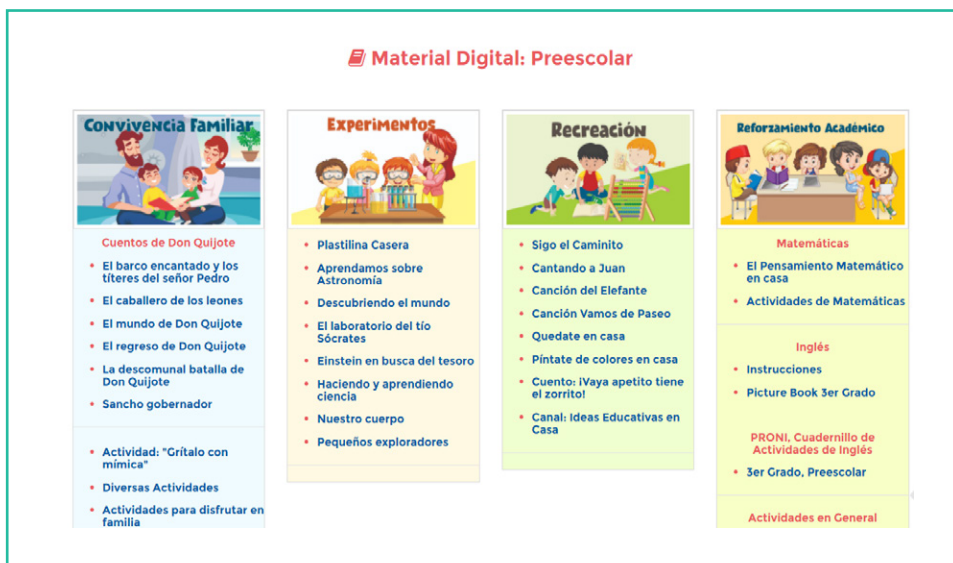 Material Digital: Preescolar
Convivencia Familiar
Cuentos de Don Quijote
• El barco encantado y los
títeres del señor Pedro
• El caballero de los leones
• El mundo de Don Quijote
• El regreso de Don Quijote
• La descomunal batalla de
Don Quijote
• Sancho gobernador
• Actividad: "Grítalo con
mímica"
• Diversas Actividades
• Actividades para disfrutar en
familia
Experimentos
• Plastilina Casera
• Aprendamos sobre
Astronomía
• Descubriendo el mundo
• El laboratorio del tío
Sócrates
• Einstein en busca del tesoro
• Haciendo y aprendiendo
ciencia
• Nuestro cuerpo
• Pequeños exploradores
Recreación
• Sigo el Caminito
• Cantando a Juan
• Canción del Elefante
• Canción Vamos de Paseo
• Quedate en casa
• Píntate de colores en casa
• Cuento: ¡Vaya apetito tiene
el zorrito!
• Canal: Ideas Educativas en
Casa
Reforzamiento Académico
Matemáticas
• El Pensamiento Matemático
en casa
• Actividades de Matemáticas
Inglés
• Instrucciones
• Picture Book 3er Grado
PRONI, Cuadernillo de
Actividades de Inglés
• 3er Grado, Preescolar
Actividades en General